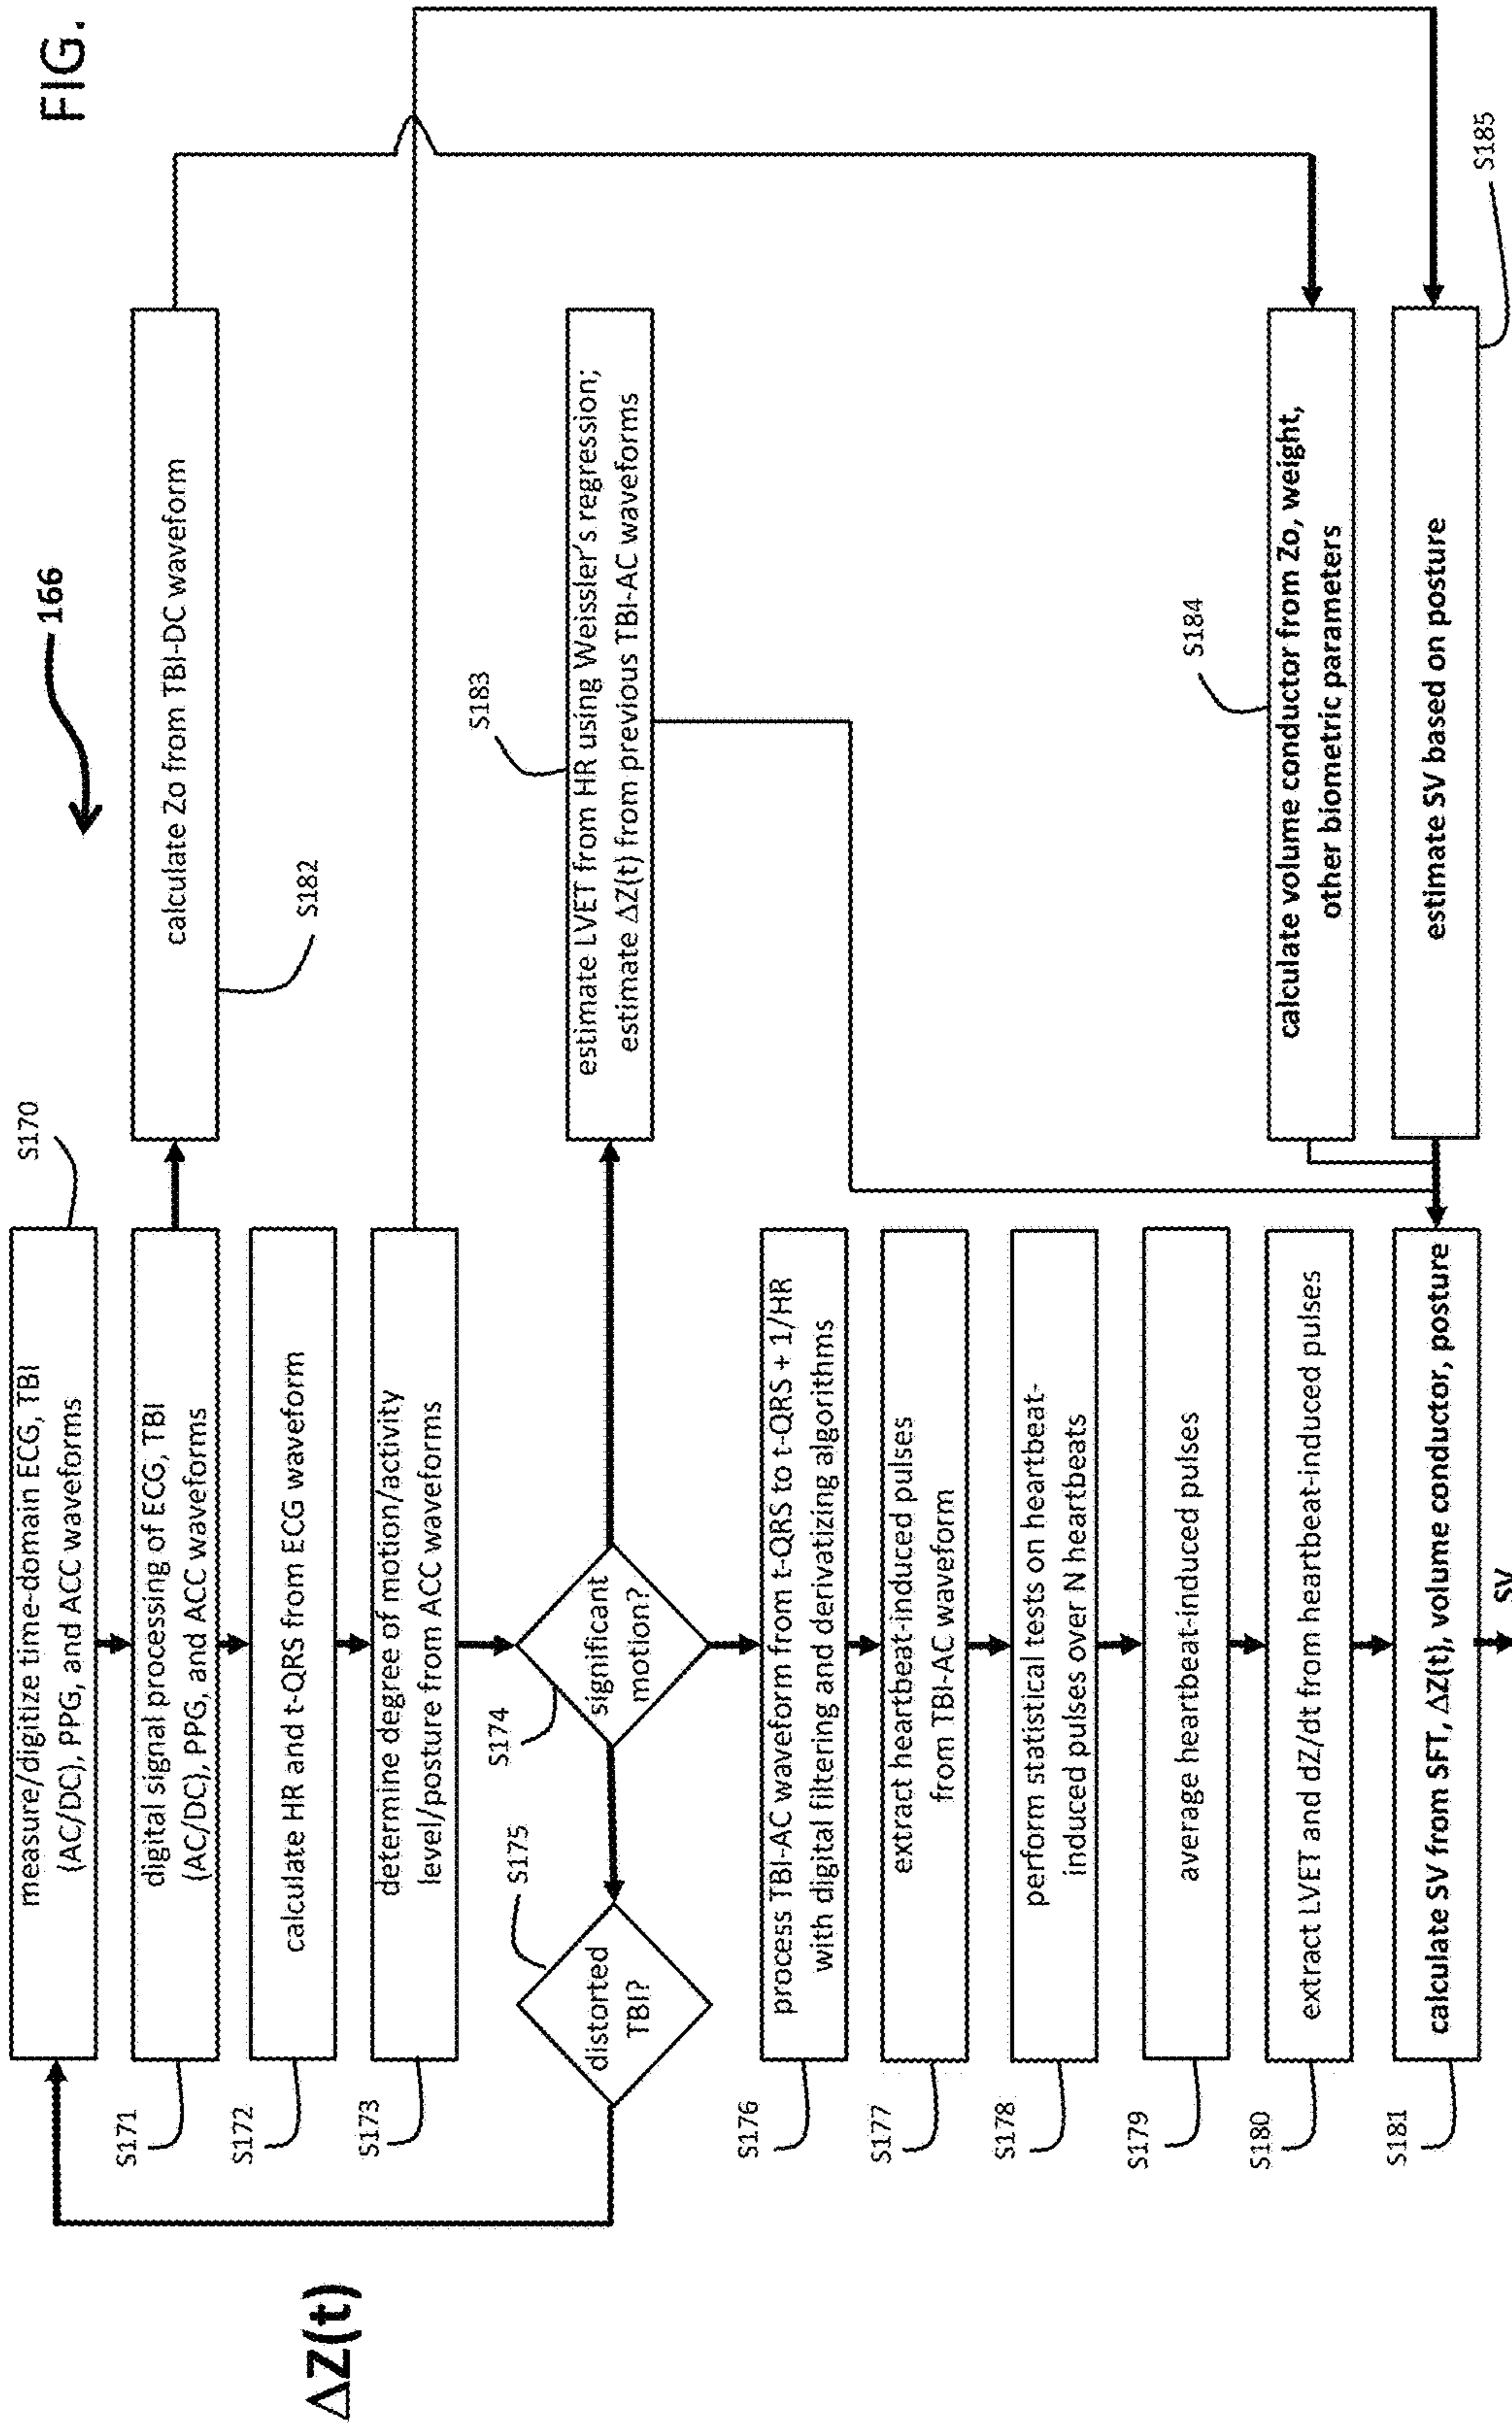 FIG.
166
ΔZ(t)
S170
measure/digitize time-domain ECG, TBI
(AC/DC), PPG, and ACC waveforms
S171
digital signal processing of ECG, TBI
(AC/DC), PPG, and ACC waveforms
S182
calculate Zo from TBI-DC waveform
S172
calculate HR and t-QRS from ECG waveform
S173
determine degree of motion/activity
level/posture from ACC waveforms
S174
significant
motion?
S175
distorted
TBI?
S183
estimate LVET from HR using Weissler's regression;
estimate ΔZ(t) from previous TBI-AC waveforms
S176
process TBI-AC waveform from t-QRS to t-QRS + 1/HR
with digital filtering and derivatizing algorithms
S177
extract heartbeat-induced pulses
from TBI-AC waveform
S178
perform statistical tests on heartbeat-
induced pulses over N heartbeats
S179
average heartbeat-induced pulses
S180
extract LVET and dZ/dt from heartbeat-induced pulses
S184
calculate volume conductor from Zo, weight,
other biometric parameters
S181
calculate SV from SFT, ΔZ(t), volume conductor, posture
S185
estimate SV based on posture
SV